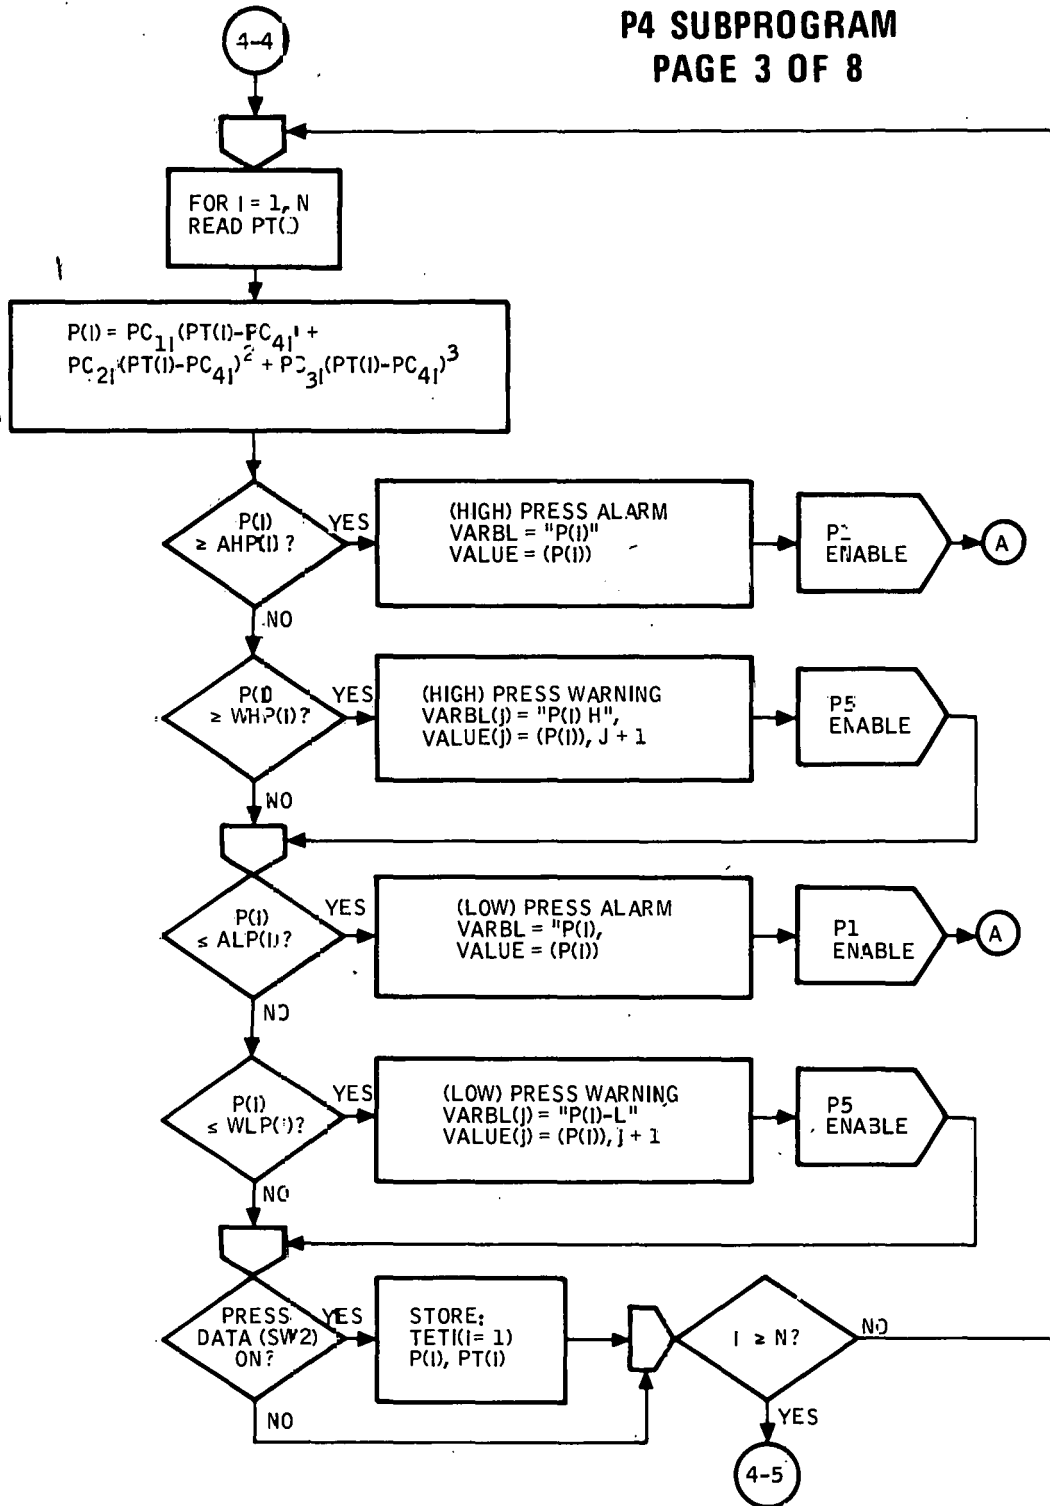 P4 SUBPROGRAM
PAGE 3 OF 8
4-4
FOR I = 1, N
READ PT(I)
P(I) = PC1I (PT(I)-PC4I) +
PC2I (PT(I)-PC4I)2 + PC3I (PT(I)-PC4I)3
P(I)
≥ AHP(I) ?
YES
(HIGH) PRESS ALARM
VARBL = "P(I)"
VALUE = (P(I))
P1
ENABLE
A
NO
P(I)
≥ WHP(I)?
YES
(HIGH) PRESS WARNING
VARBL(j) = "P(I) H",
VALUE(j) = (P(I)), J + 1
P5
ENABLE
NO
P(I)
≤ ALP(I)?
YES
(LOW) PRESS ALARM
VARBL = "P(I),
VALUE = (P(I))
P1
ENABLE
A
NO
P(I)
≤ WLP(I)?
YES
(LOW) PRESS WARNING
VARBL(j) = "P(I)-L"
VALUE(j) = (P(I)), j + 1
P5
ENABLE
NO
PRESS
DATA (SW2)
ON?
YES
STORE:
TETI(I= 1)
P(I), PT(I)
I ≥ N?
NO
NO
YES
4-5